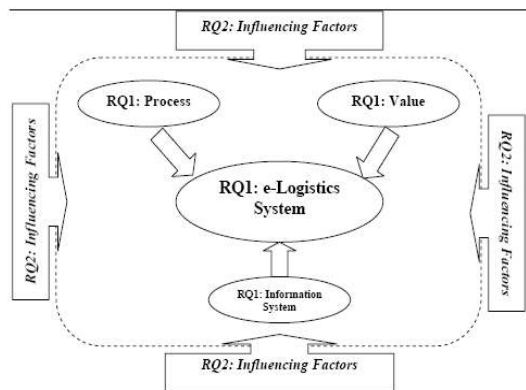 RQ2: Influencing Factors
RQ1: Process
RQ1: Value
RQ2: Influencing Factors
RQ1: e-Logistics
System
RQ2: Influencing Factors
RQ1: Information
System
RQ2: Influencing Factors